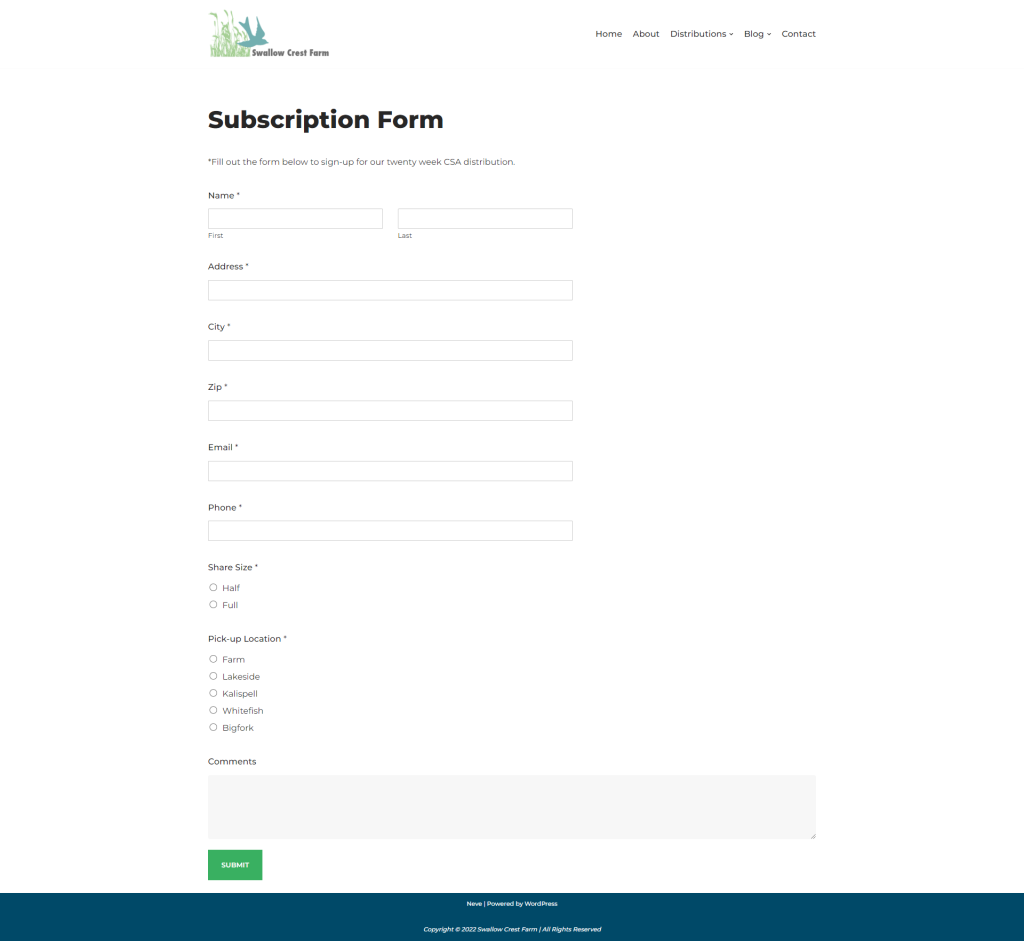 Swallow Crest Farm
Home About Distributions Blog Contact
Subscription Form
*Fill out the form below to sign-up for our twenty week CSA distribution.
Name *
First Last
Address *
City *
Zip *
Email *
Phone *
Share Size *
Half
Full
Pick-up Location *
Farm
Lakeside
Kalispell
Whitefish
Bigfork
Comments
SUBMIT
Neve | Powered by WordPress
Copyright © 2022 Swallow Crest Farm | All Rights Reserved